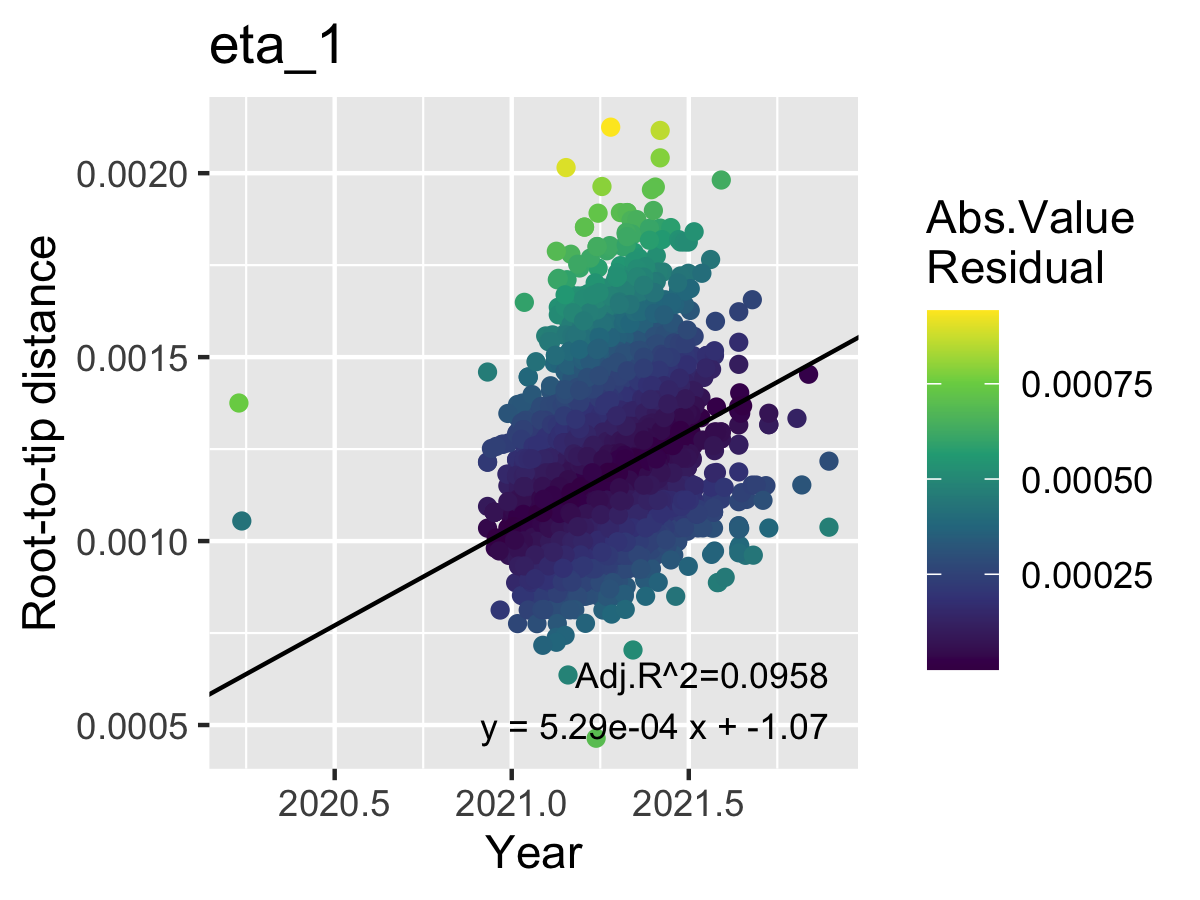 eta_1
Root-to-tip distance
0.0020
0.0015
0.0010
0.0005
Adj.R^2=0.0958
y = 5.29e-04 x + -1.07
2020.5
2021.0
2021.5
Year
Abs.Value
Residual
0.00075
0.00050
0.00025